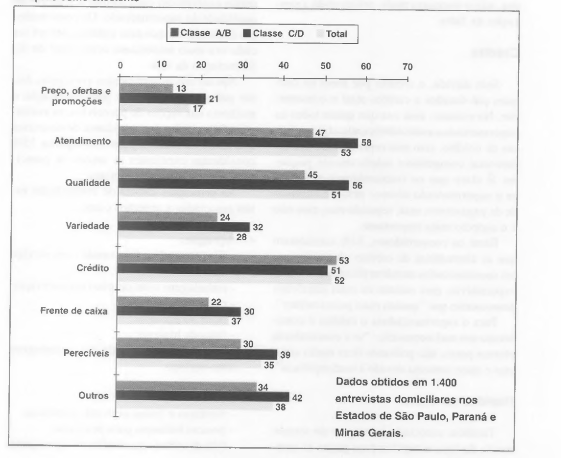 Classe A/B Classe C/D Total
0 10 20 30 40 50 60 70
Preço, ofertas e
promoções
13
21
17
Atendimento
47
58
53
Qualidade
45
56
51
Variedade
24
32
28
Crédito
53
51
52
Frente de caixa
22
30
37
Perecíveis
30
39
35
Outros
34
42
38
Dados obtidos em 1.400
entrevistas domiciliares nos
Estados de São Paulo, Paraná e
Minas Gerais.